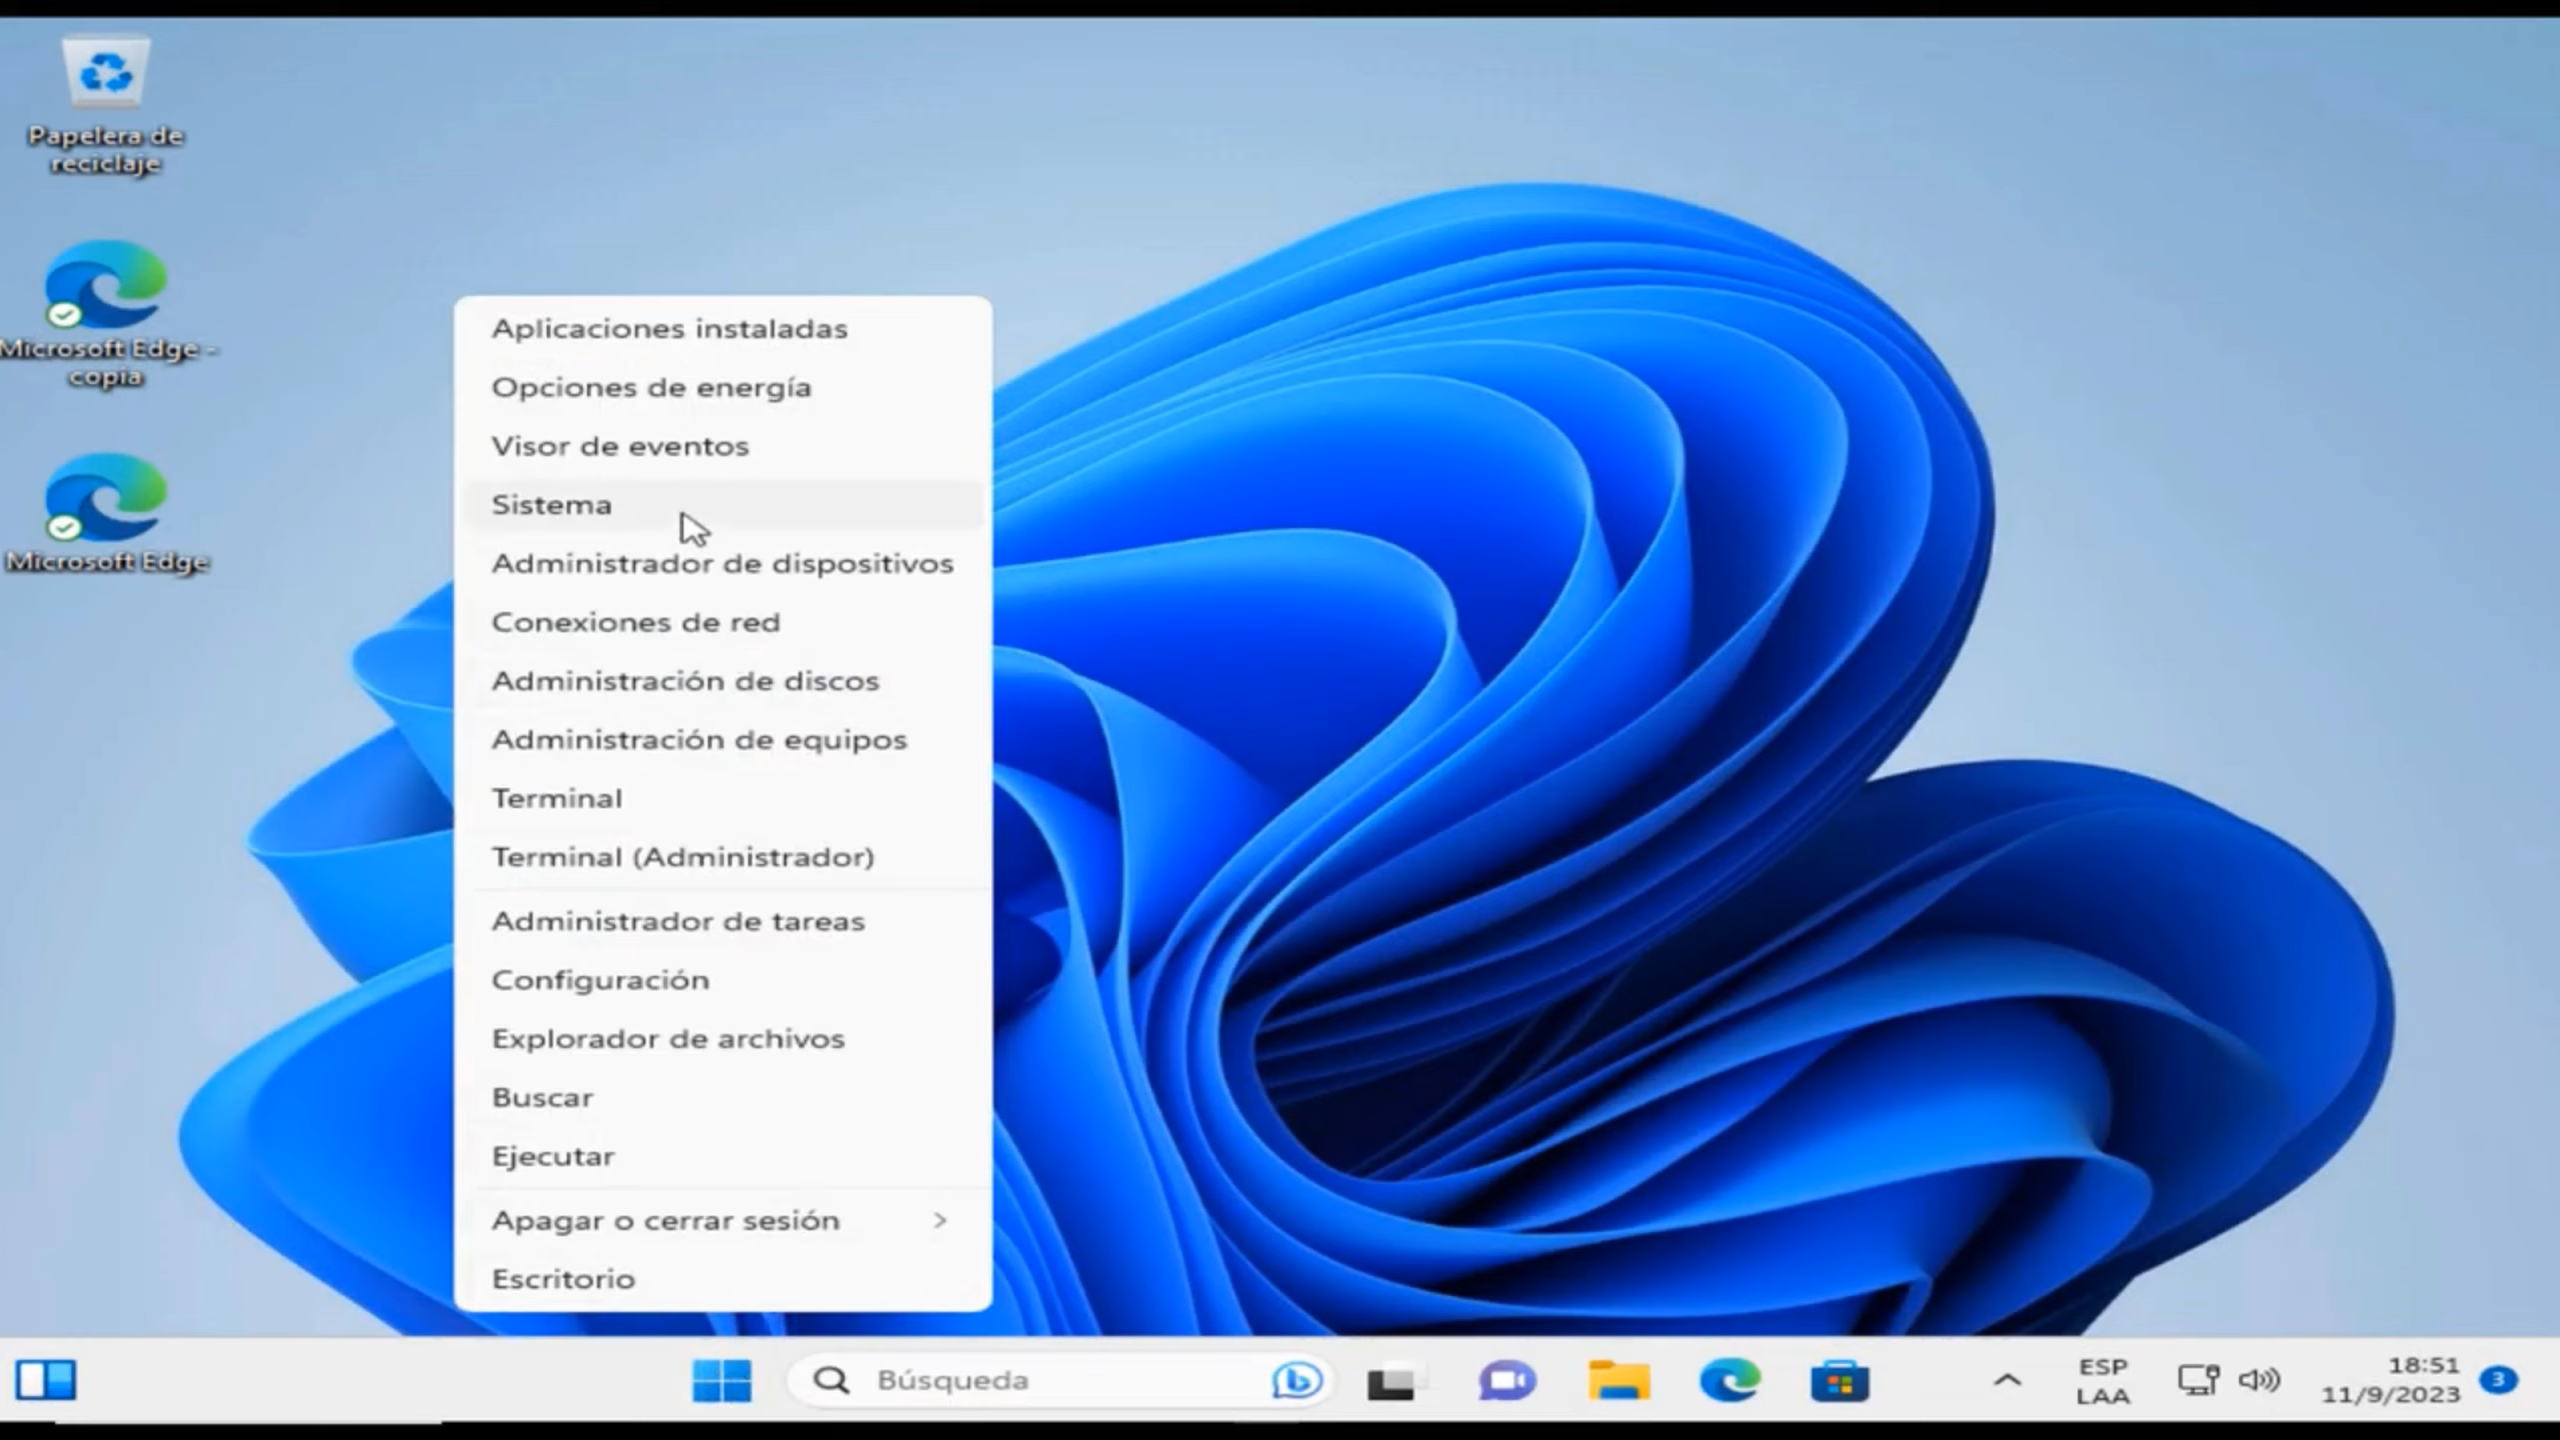 Papelera de
reciclaje
Microsoft Edge -
copia
Microsoft Edge
Aplicaciones instaladas
Opciones de energía
Visor de eventos
Sistema
Administrador de dispositivos
Conexiones de red
Administración de discos
Administración de equipos
Terminal
Terminal (Administrador)
Administrador de tareas
Configuración
Explorador de archivos
Buscar
Ejecutar
Apagar o cerrar sesión
Escritorio
Búsqueda
ESP
LAA
18:51
11/9/2023
3